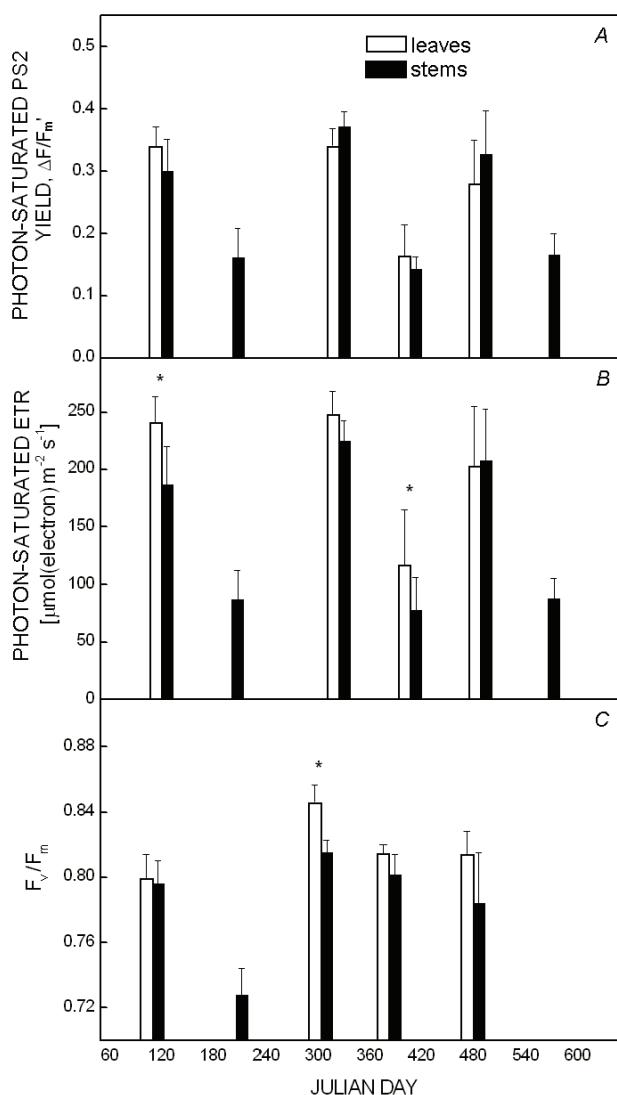 A
leaves
stems
PHOTON-SATURATED PS2
YIELD, ΔF/Fm'
0.5
0.4
0.3
0.2
0.1
0.0
B
*
*
PHOTON-SATURATED ETR
[μmol(electron) m⁻² s⁻¹]
250
200
150
100
50
0
C
*
Fv/Fm
0.88
0.84
0.80
0.76
0.72
60 120 180 240 300 360 420 480 540 600
JULIAN DAY